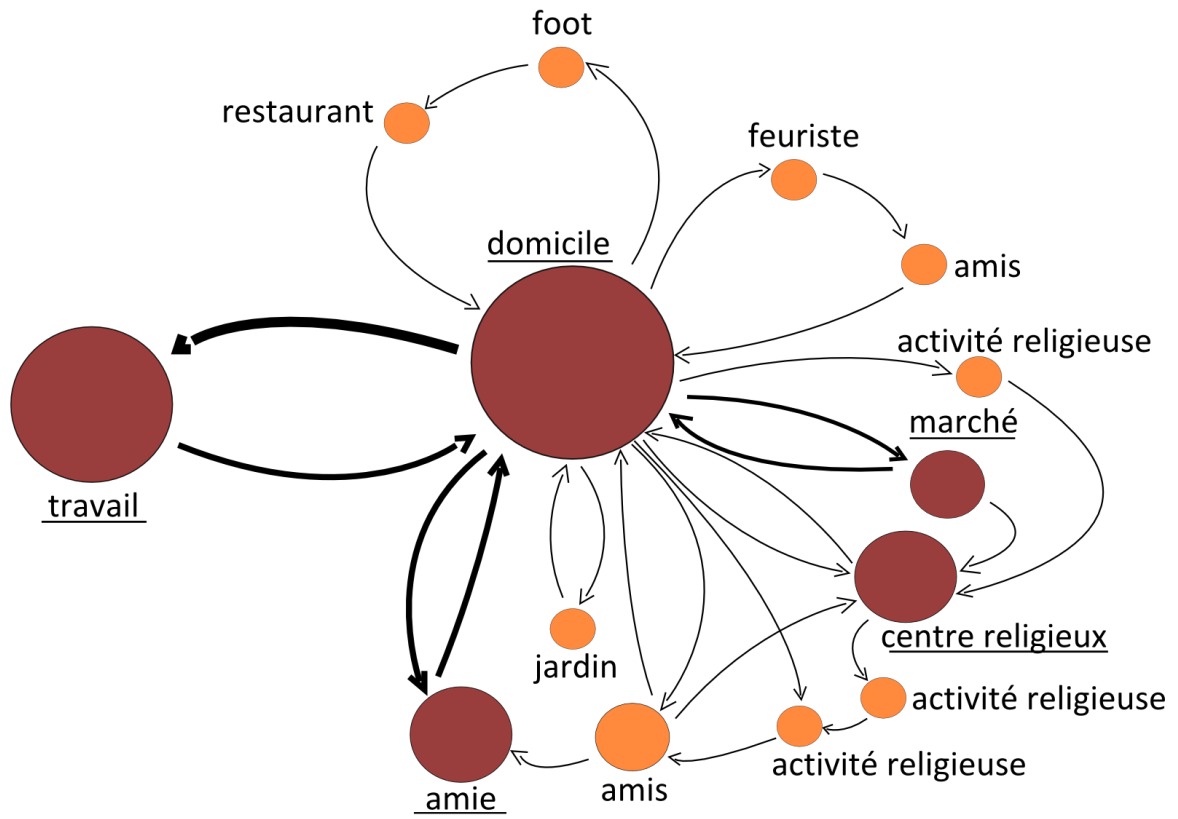 foot
restaurant
feuriste
domicile
amis
activité religieuse
marché
travail
centre religieux
jardin
activité religieuse
activité religieuse
amis
amie